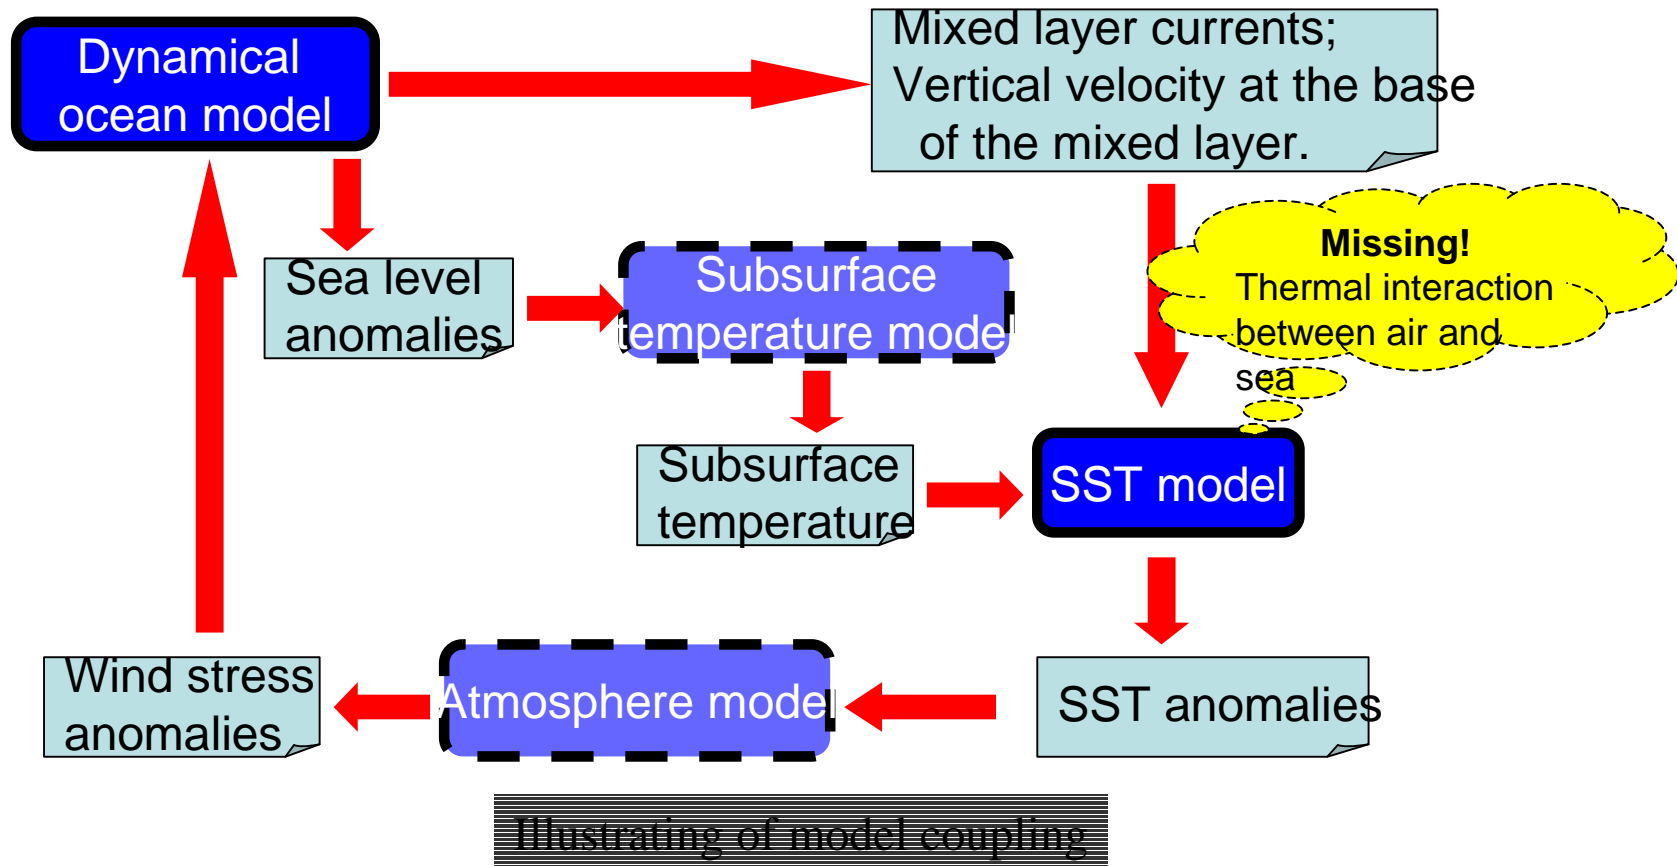 Dynamical
ocean model
Mixed layer currents;
Vertical velocity at the base
of the mixed layer.
Missing!
Thermal interaction
between air and
sea
Sea level
anomalies
Subsurface
temperature model
Subsurface
temperature
SST model
Wind stress
anomalies
Atmosphere model
SST anomalies
Illustrating of model coupling